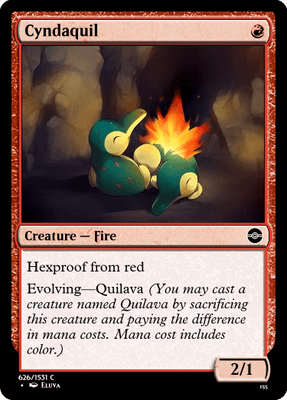 Cyndaquil
Creature — Fire
Hexproof from red
Evolving—Quilava (You may cast a
creature named Quilava by sacrificing
this creature and paying the difference
in mana costs. Mana cost includes
color.)
2/1
626/1531 C
• ELUVA